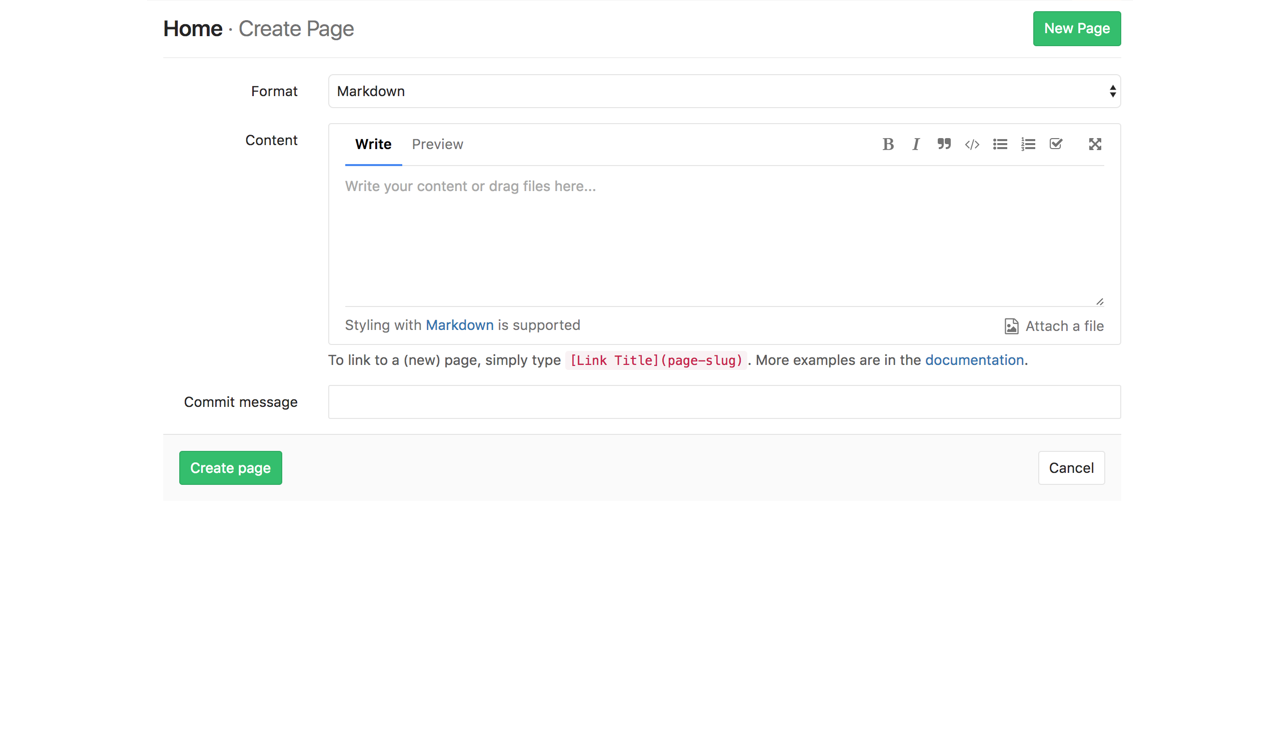 Home · Create Page
New Page
Format
Markdown
Content
Write
Preview
B I ❞ </>
Write your content or drag files here...
Styling with Markdown is supported
Attach a file
To link to a (new) page, simply type [Link Title](page-slug) . More examples are in the documentation.
Commit message
Create page
Cancel